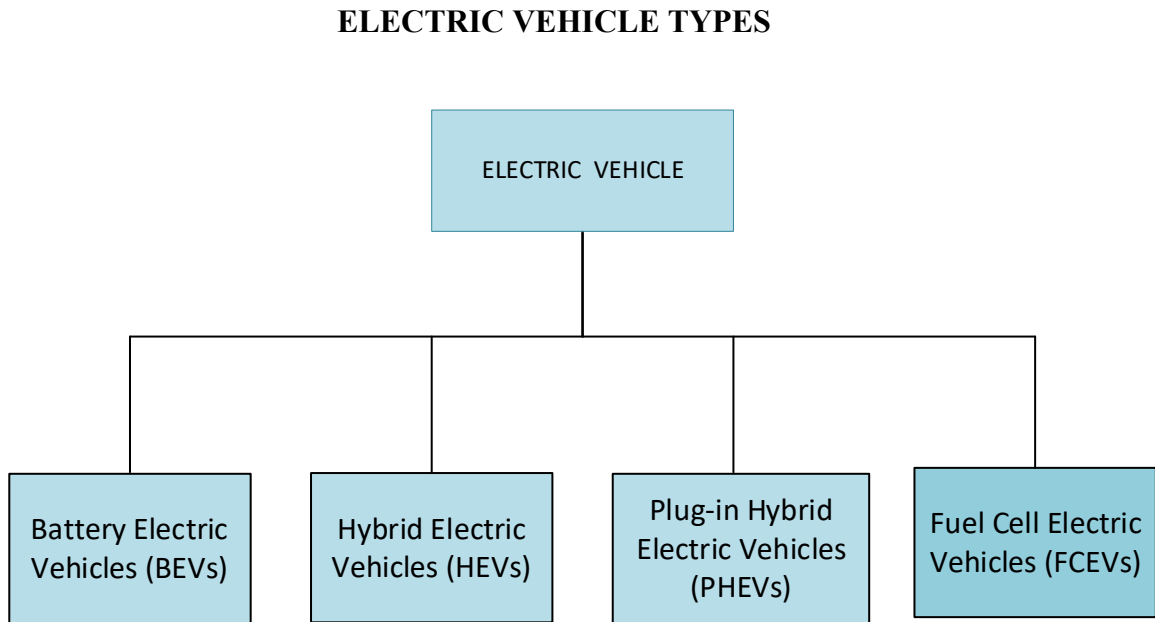 ELECTRIC VEHICLE TYPES
ELECTRIC VEHICLE
Battery Electric
Vehicles (BEVs)
Hybrid Electric
Vehicles (HEVs)
Plug-in Hybrid
Electric Vehicles
(PHEVs)
Fuel Cell Electric
Vehicles (FCEVs)